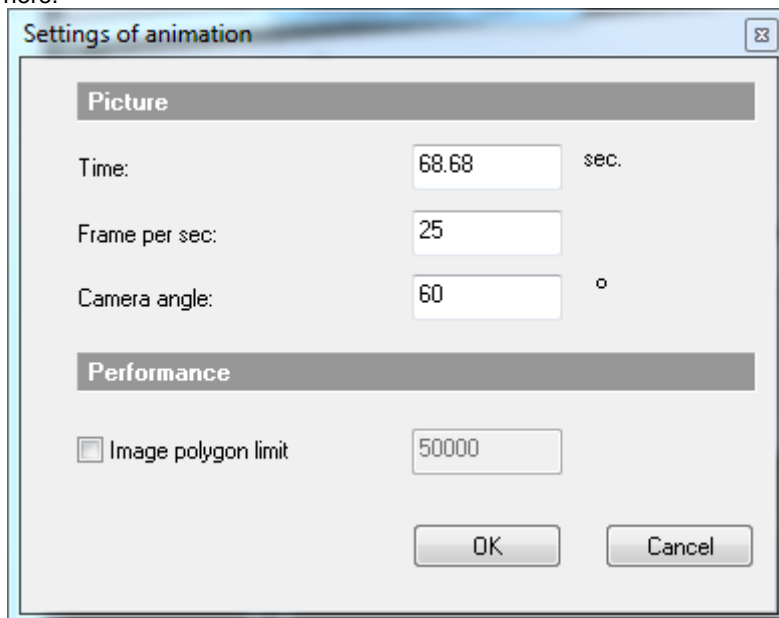 here:
Settings of animation
Picture
Time: 68.68 sec.
Frame per sec: 25
Camera angle: 60 °
Performance
Image polygon limit 50000
OK Cancel